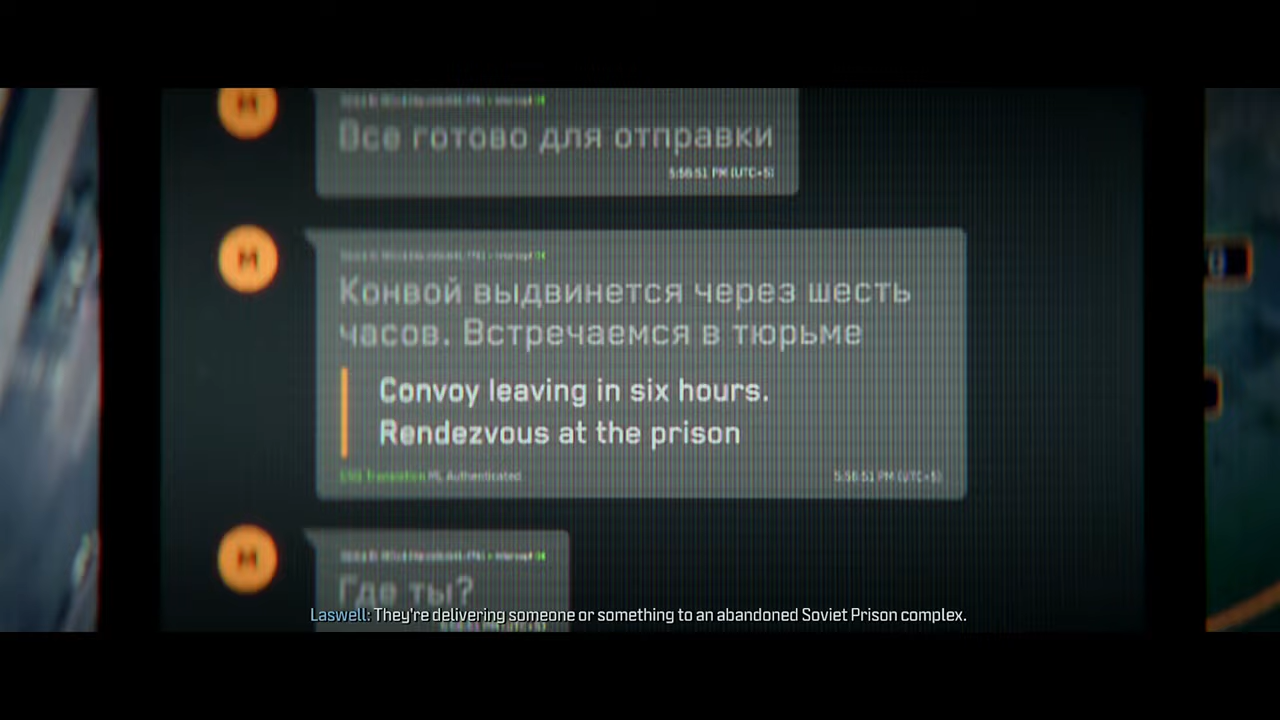 М
Все готово для отправки
5:56:51 PM (UTC+5)
М
Конвой выдвинется через шесть
часов. Встречаемся в тюрьме
Convoy leaving in six hours.
Rendezvous at the prison
Authenticated
5:56:51 PM (UTC+5)
М
Где ты?
Laswell: They're delivering someone or something to an abandoned Soviet Prison complex.